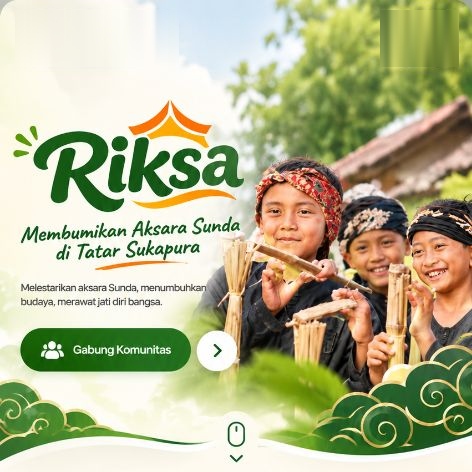 Riksa
Membumikan Aksara Sunda
di Tatar Sukapura
Melestarikan aksara Sunda, menumbuhkan
budaya, merawat jati diri bangsa.
Gabung Komunitas